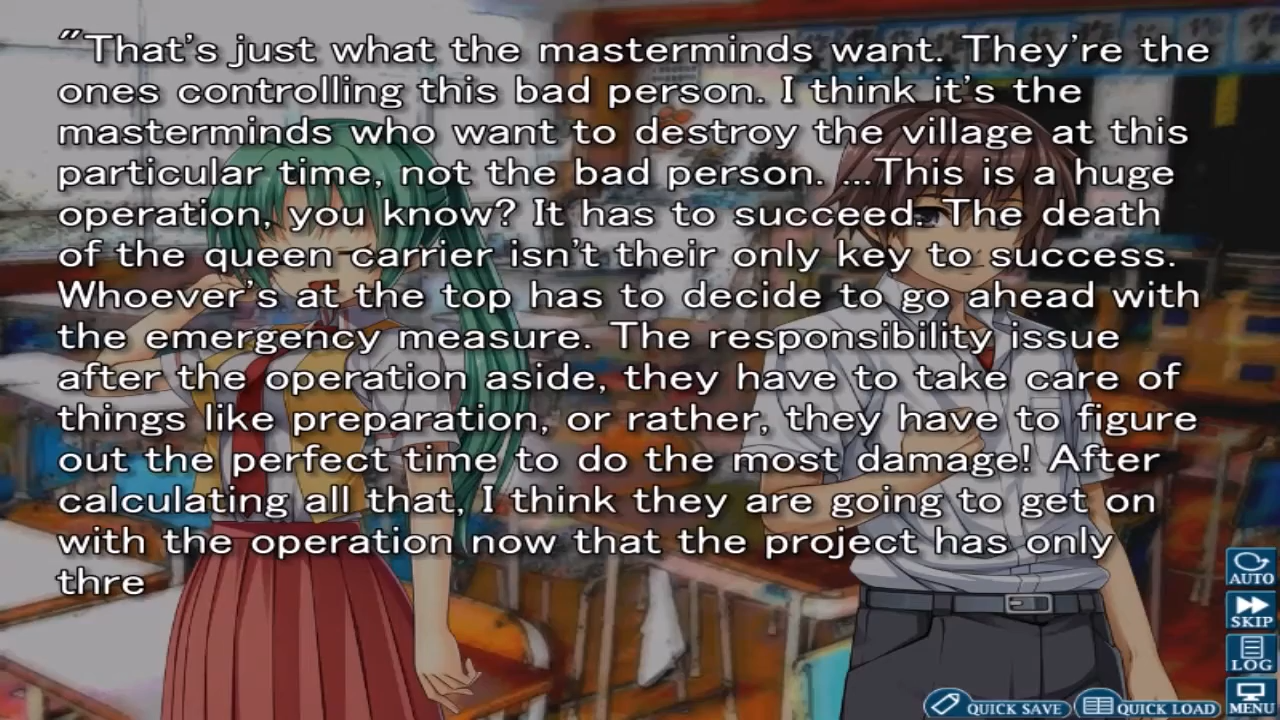 "That's just what the masterminds want. They're the
ones controlling this bad person. I think it's the
masterminds who want to destroy the village at this
particular time, not the bad person. ...This is a huge
operation, you know? It has to succeed. The death
of the queen carrier isn't their only key to success.
Whoever's at the top has to decide to go ahead with
the emergency measure. The responsibility issue
after the operation aside, they have to take care of
things like preparation, or rather, they have to figure
out the perfect time to do the most damage! After
calculating all that, I think they are going to get on
with the operation now that the project has only
thre
AUTO
SKIP
LOG
MENU
QUICK SAVE
QUICK LOAD